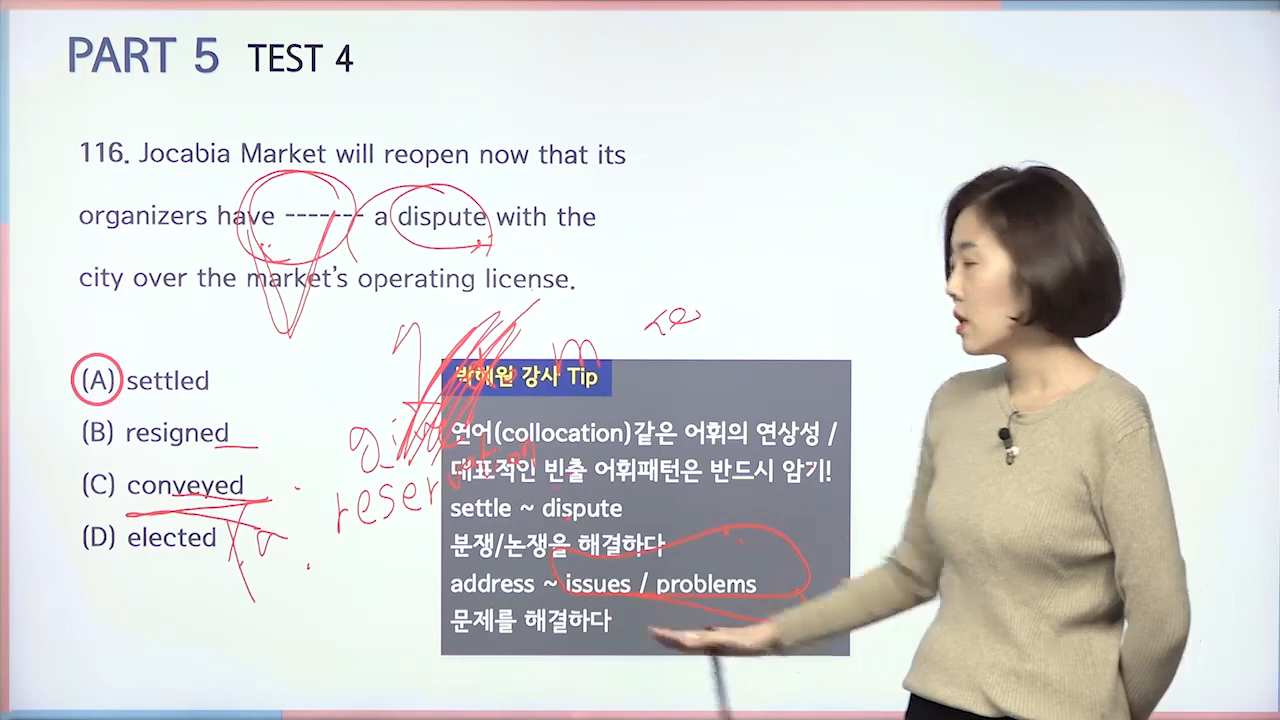 PART 5 TEST 4
116. Jocabia Market will reopen now that its
organizers have ------- a dispute with the
city over the market's operating license.
(A) settled
(B) resigned
(C) conveyed
(D) elected
박혜원 강사 Tip
연어(collocation)같은 어휘의 연상성 /
대표적인 빈출 어휘패턴은 반드시 암기!
settle ~ dispute
분쟁/논쟁을 해결하다
address ~ issues / problems
문제를 해결하다
reservation